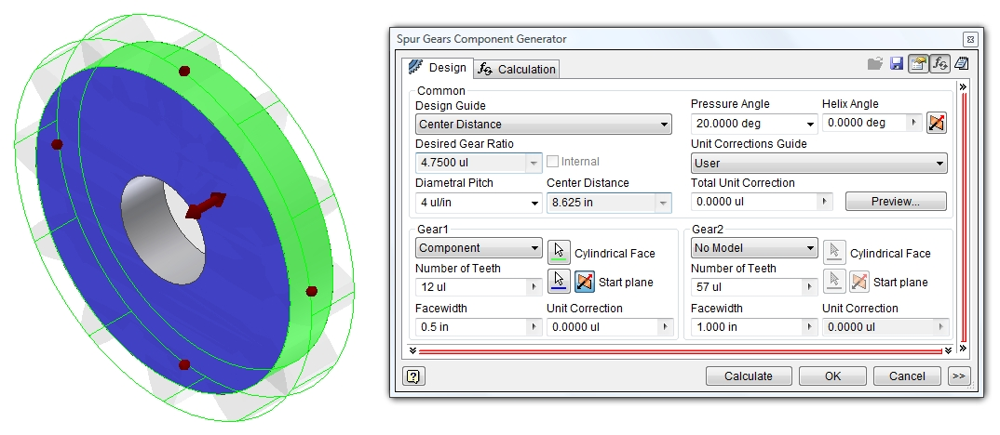 Spur Gears Component Generator
Design
fG Calculation
Common
Design Guide
Pressure Angle Helix Angle
Center Distance
20.0000 deg 0.0000 deg
Desired Gear Ratio
Unit Corrections Guide
4.7500 ul Internal
User
Diametral Pitch Center Distance
Total Unit Correction
4 ul/in 8.625 in
0.0000 ul Preview...
Gear1
Gear2
Component Cylindrical Face
No Model Cylindrical Face
Number of Teeth
Start plane
Number of Teeth
Start plane
12 ul
57 ul
Facewidth Unit Correction
Facewidth Unit Correction
0.5 in 0.0000 ul
1.000 in 0.0000 ul
? Calculate OK Cancel >>